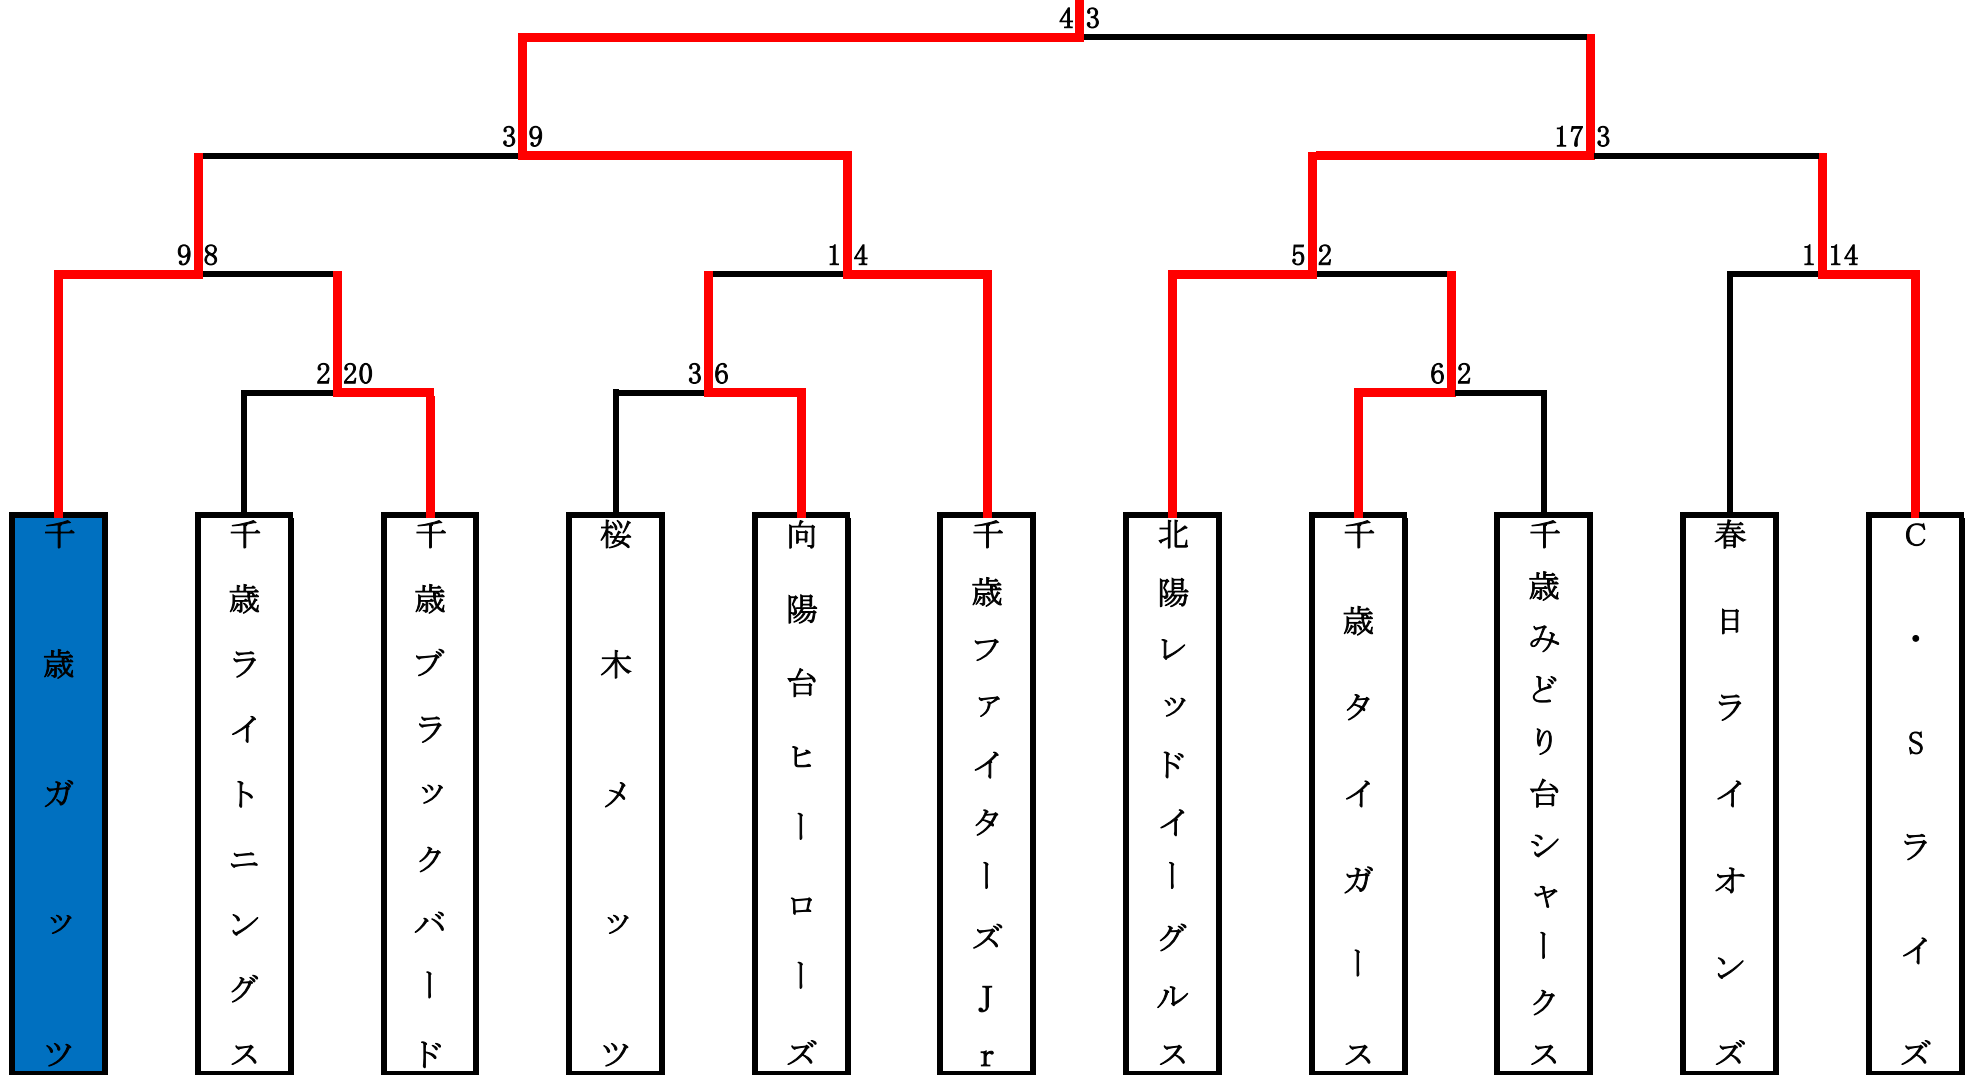 4 3
3 9
17 3
9 8
1 4
5 2
1 14
2 20
3 6
6 2
千歳ガッツ
千歳ライトニングス
千歳ブラックバード
桜木メッツ
向陽台ヒーローズ
千歳ファイターズJr
北陽レッドイーグルス
千歳タイガース
千歳みどり台シャークス
春日ライオンズ
C・Sライズ